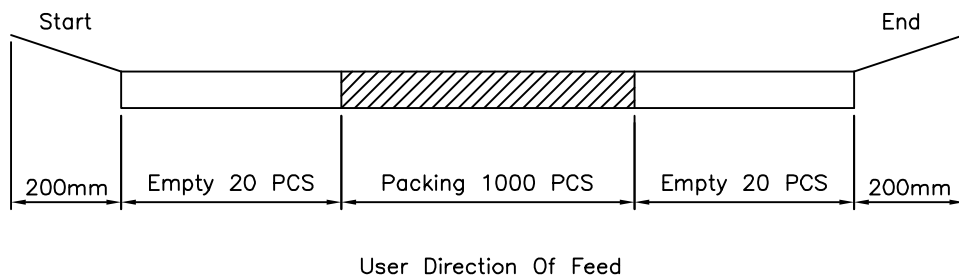 Start
End
200mm
Empty 20 PCS
Packing 1000 PCS
Empty 20 PCS
200mm
User Direction Of Feed